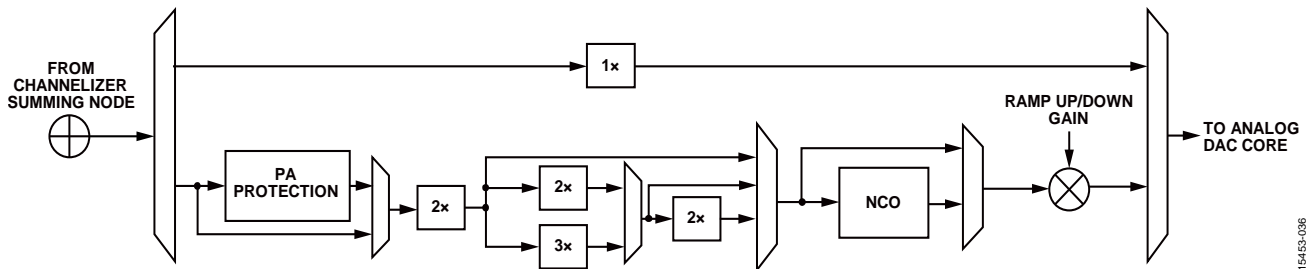 FROM
CHANNELIZER
SUMMING NODE
1×
RAMP UP/DOWN
GAIN
TO ANALOG
DAC CORE
PA
PROTECTION
2×
2×
3×
2×
NCO
15453-036